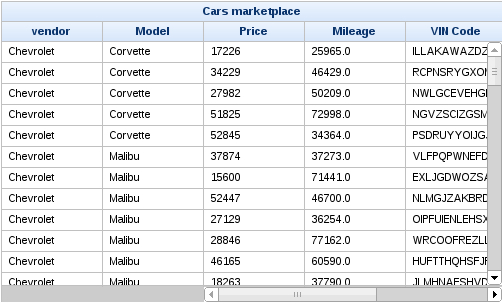 Cars marketplace
vendor Model Price Mileage VIN Code
Chevrolet Corvette 17226 25965.0 ILLAKAWAZDZ
Chevrolet Corvette 34229 46429.0 RCPNSRYGXON
Chevrolet Corvette 27982 50209.0 NWLGCEVEHG
Chevrolet Corvette 51825 72998.0 NGVZSCIZGSM
Chevrolet Corvette 52845 34364.0 PSDRUYYOIJG
Chevrolet Malibu 37874 37273.0 VLFPQPWNEFD
Chevrolet Malibu 15600 71441.0 EXLJGDWOZSA
Chevrolet Malibu 52447 46700.0 NLMGJZAKBRD
Chevrolet Malibu 27129 36254.0 OIPFUIENLEHSX
Chevrolet Malibu 28846 77162.0 WRCOOFREZLL
Chevrolet Malibu 46165 60590.0 HUFTTHQHSFJF
Chevrolet Malibu 18263 37790.0 JLMHNAFSHVD